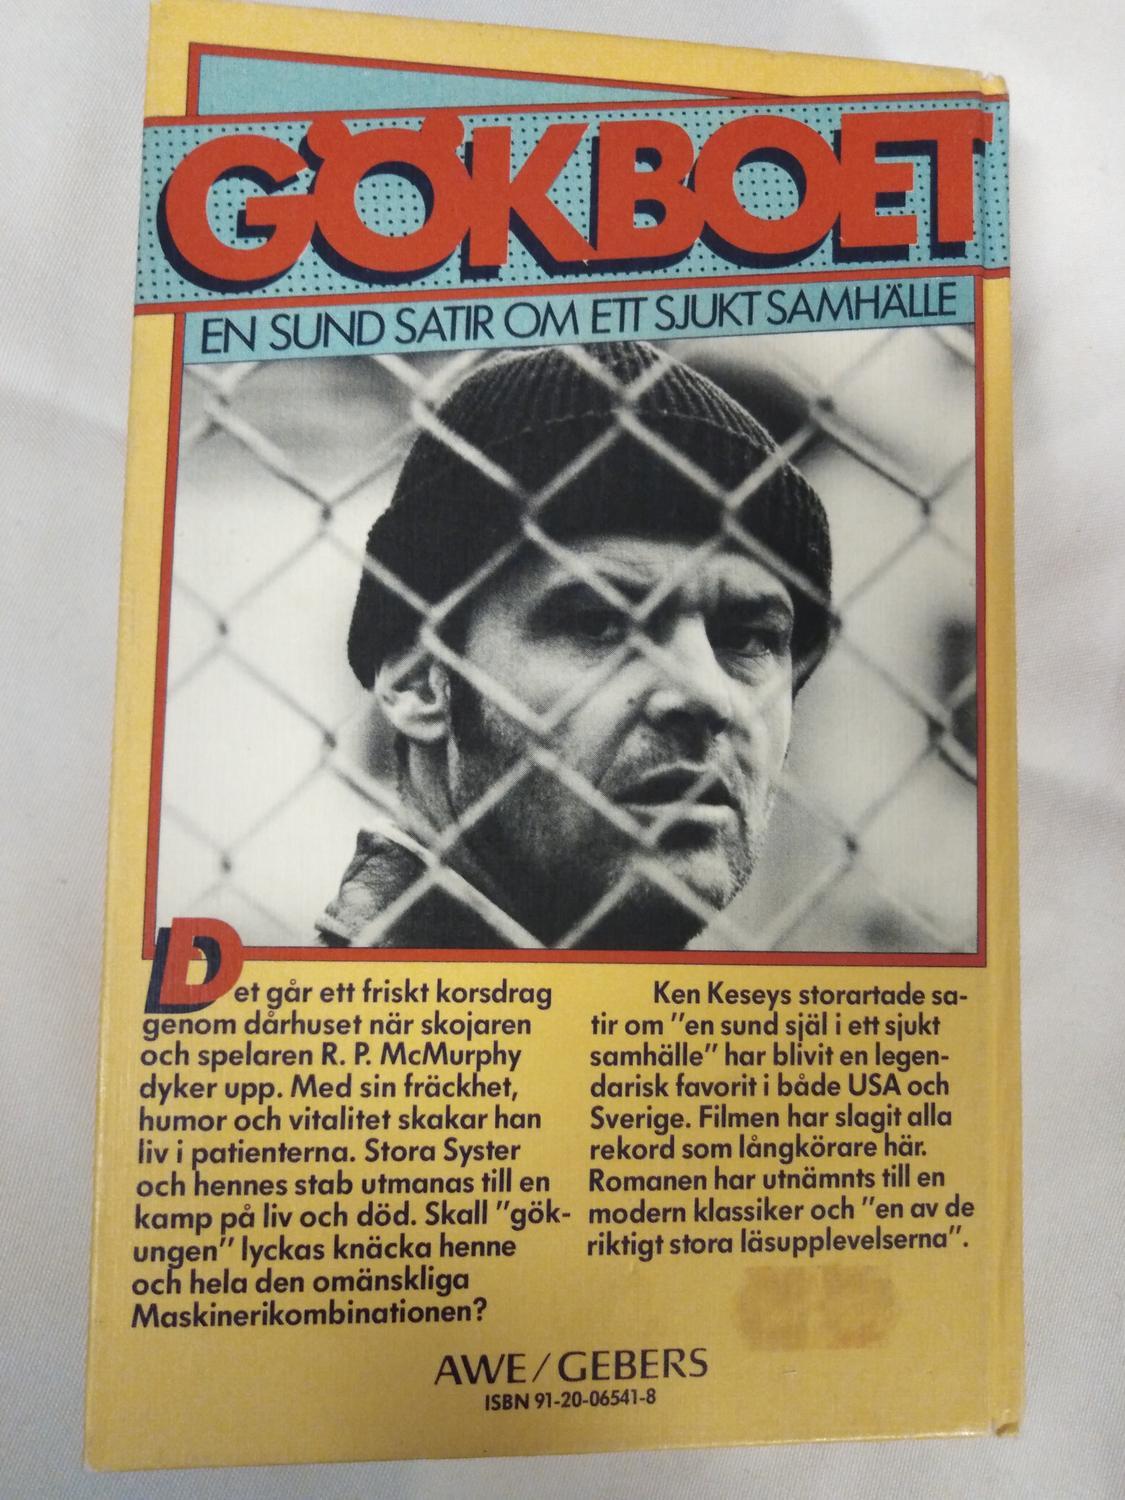 GÖKBOET
EN SUND SATIR OM ETT SJUKT SAMHÄLLE
Det går ett friskt korsdrag
genom dårhuset när skojaren
och spelaren R. P. McMurphy
dyker upp. Med sin fräckhet,
humor och vitalitet skakar han
liv i patienterna. Stora Syster
och hennes stab utmanas till en
kamp på liv och död. Skall "gök-
ungen" lyckas knäcka henne
och hela den omänskliga
Maskinerikombinationen?
Ken Keseys storartade sa-
tir om "en sund själ i ett sjukt
samhälle" har blivit en legen-
darisk favorit i både USA och
Sverige. Filmen har slagit alla
rekord som långkörare här.
Romanen har utnämnts till en
modern klassiker och "en av de
riktigt stora läsupplevelserna".
AWE/GEBERS
ISBN 91-20-06541-8